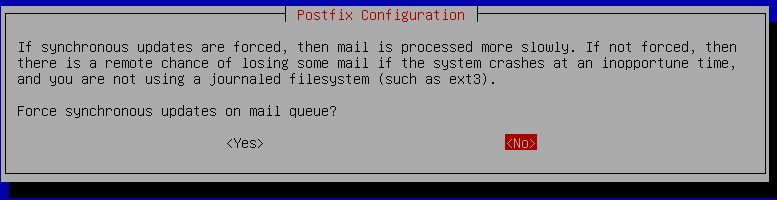 Postfix Configuration
If synchronous updates are forced, then mail is processed more slowly. If not forced, then
there is a remote chance of losing some mail if the system crashes at an inopportune time,
and you are not using a journaled filesystem (such as ext3).
Force synchronous updates on mail queue?
<Yes> <No>